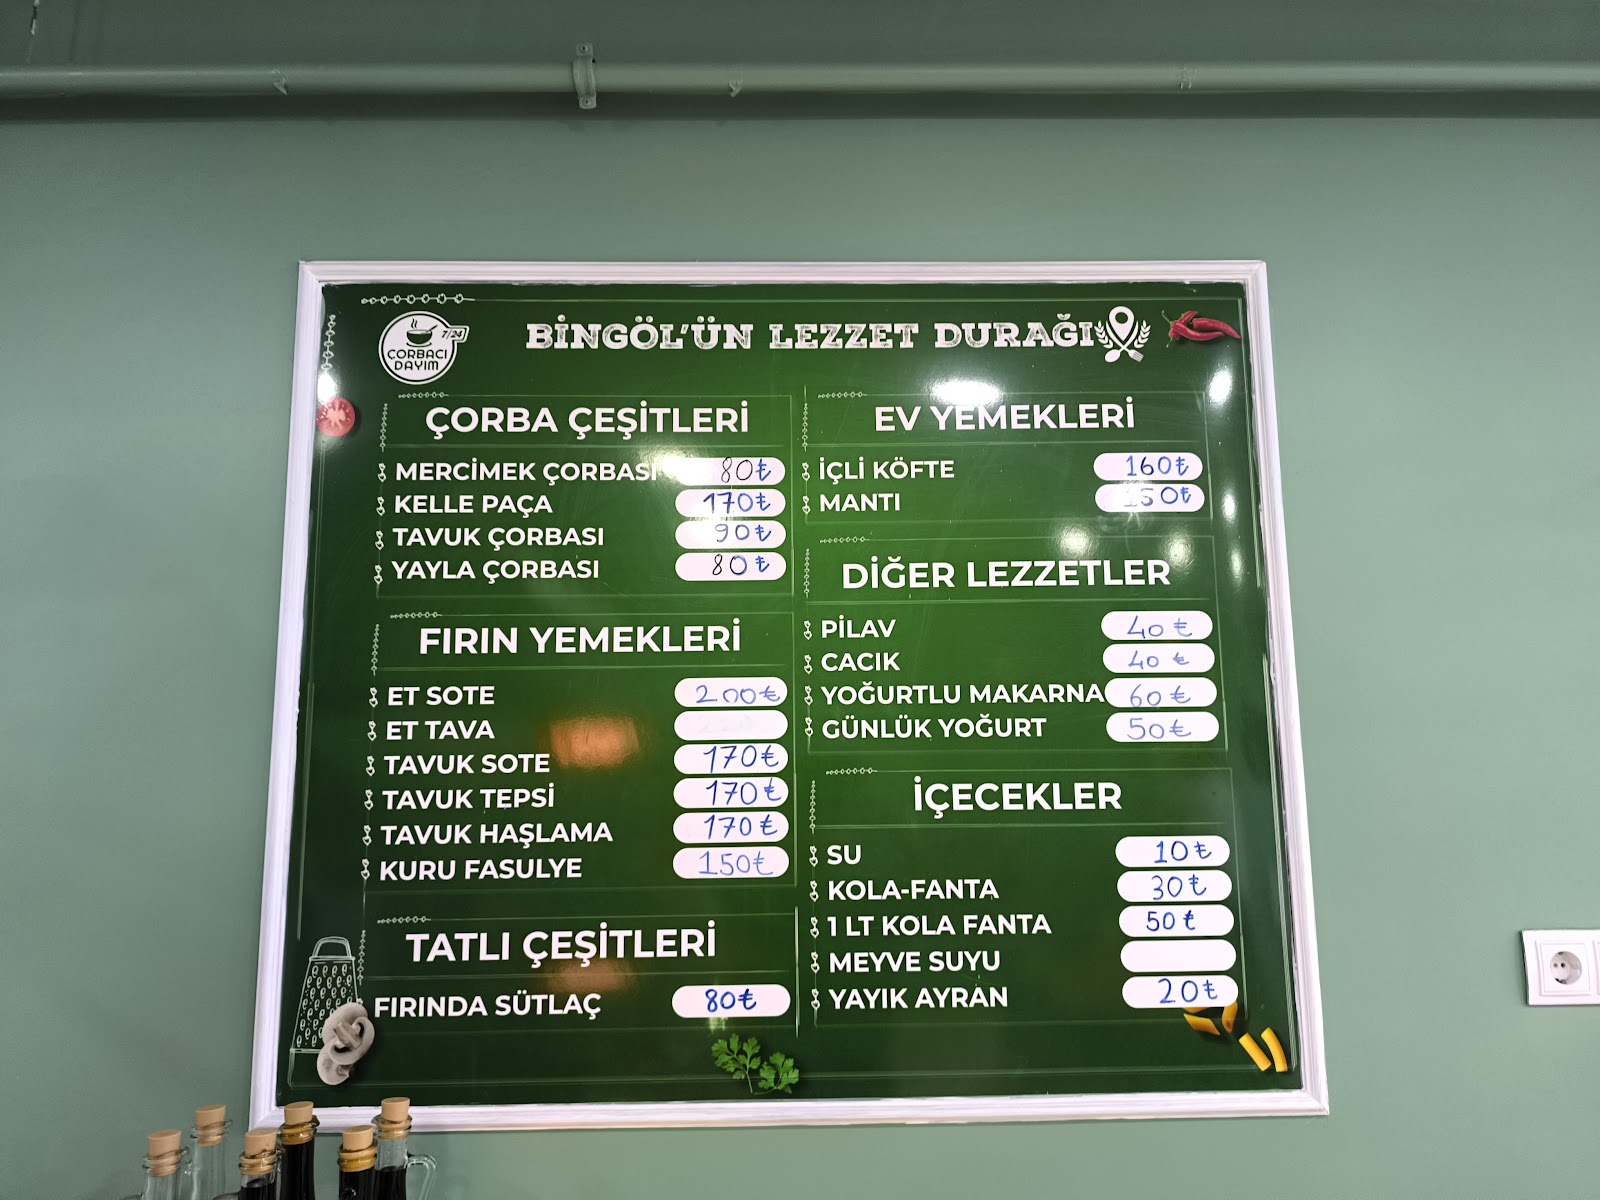 ÇORBACI DAYIM 7/24
BİNGÖL'ÜN LEZZET DURAĞI
ÇORBA ÇEŞİTLERİ
MERCİMEK ÇORBASI 80₺
KELLE PAÇA 170₺
TAVUK ÇORBASI 90₺
YAYLA ÇORBASI 80₺
FIRIN YEMEKLERİ
ET SOTE 200₺
ET TAVA
TAVUK SOTE 170₺
TAVUK TEPSİ 170₺
TAVUK HAŞLAMA 170₺
KURU FASULYE 150₺
TATLI ÇEŞİTLERİ
FIRINDA SÜTLAÇ 80₺
EV YEMEKLERİ
İÇLİ KÖFTE 160₺
MANTI 150₺
DİĞER LEZZETLER
PİLAV 40₺
CACIK 40₺
YOĞURTLU MAKARNA 60₺
GÜNLÜK YOĞURT 50₺
İÇECEKLER
SU 10₺
KOLA-FANTA 30₺
1 LT KOLA FANTA 50₺
MEYVE SUYU
YAYIK AYRAN 20₺